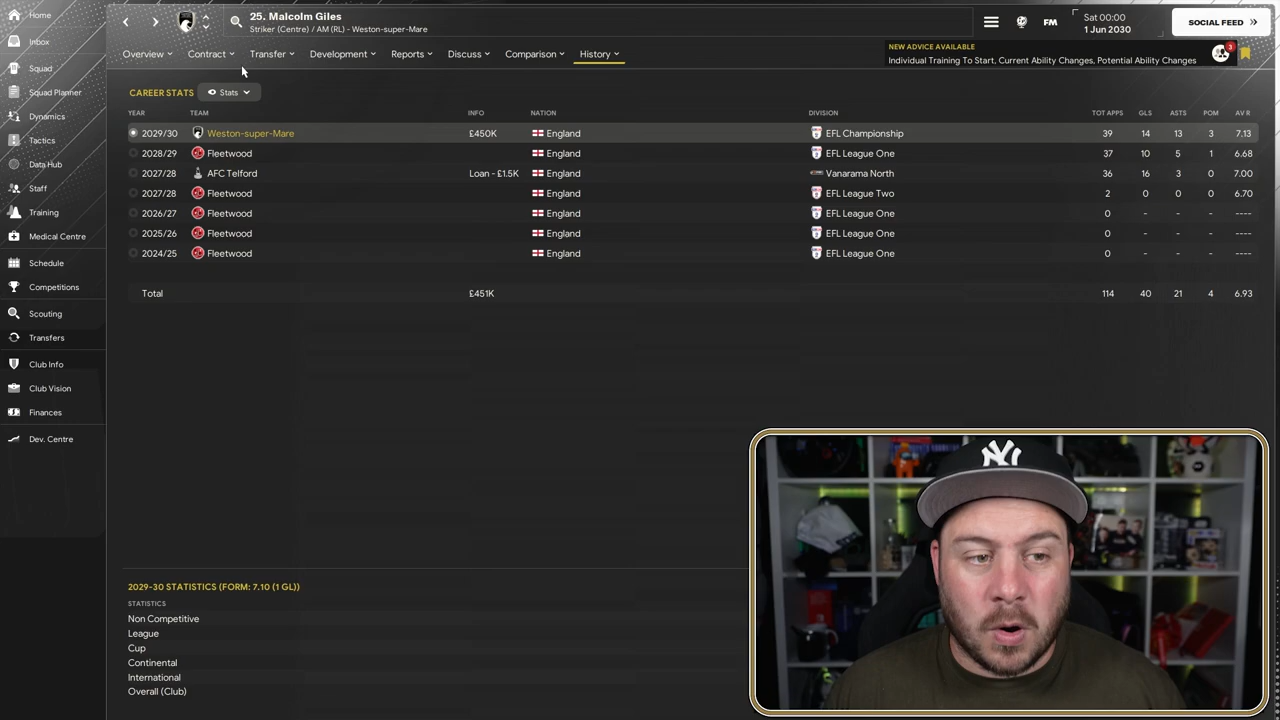 Home
Inbox
Squad
Squad Planner
Dynamics
Tactics
Data Hub
Staff
Training
Medical Centre
Schedule
Competitions
Scouting
Transfers
Club Info
Club Vision
Finances
Dev. Centre
25. Malcolm Giles
Striker (Centre) / AM (RL) - Weston-super-Mare
FM
Sat 00:00
1 Jun 2030
SOCIAL FEED
Overview Contract Transfer Development Reports Discuss Comparison History
NEW ADVICE AVAILABLE
Individual Training To Start, Current Ability Changes, Potential Ability Changes
3
CAREER STATS Stats
YEAR TEAM INFO NATION DIVISION TOT APPS GLS ASTS POM AV R
2029/30 Weston-super-Mare £450K England EFL Championship 39 14 13 3 7.13
2028/29 Fleetwood England EFL League One 37 10 5 1 6.68
2027/28 AFC Telford Loan - £1.5K England Vanarama North 36 16 3 0 7.00
2027/28 Fleetwood England EFL League Two 2 0 0 0 6.70
2026/27 Fleetwood England EFL League One 0 - - - ----
2025/26 Fleetwood England EFL League One 0 - - - ----
2024/25 Fleetwood England EFL League One 0 - - - ----
Total £451K 114 40 21 4 6.93
2029-30 STATISTICS (FORM: 7.10 (1 GL))
STATISTICS
Non Competitive
League
Cup
Continental
International
Overall (Club)
NY